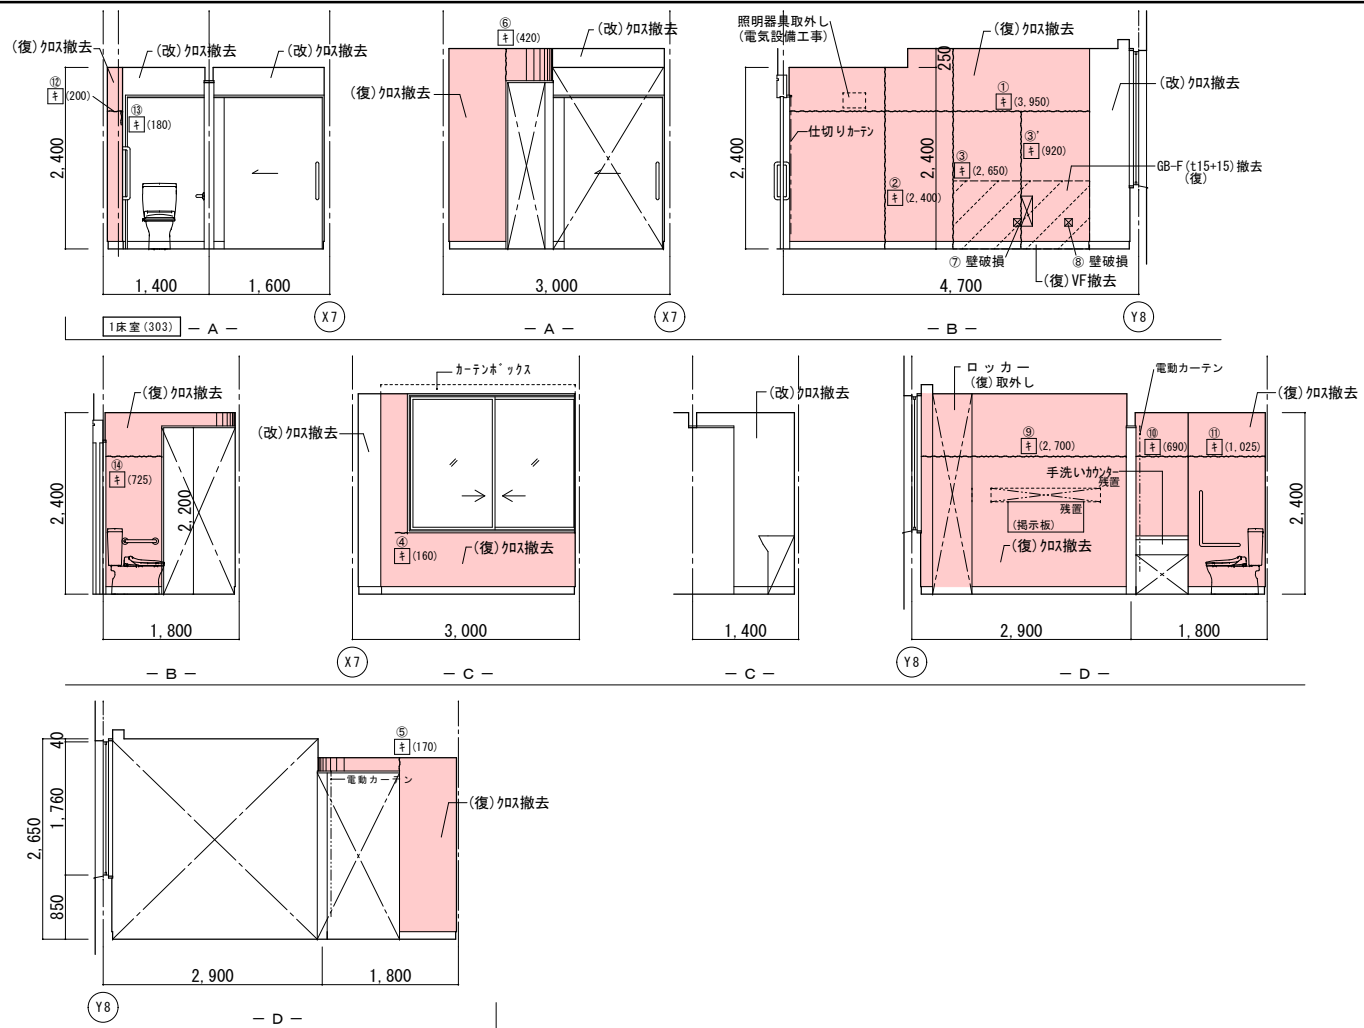 (復)クロス撤去
(改)クロス撤去
(改)クロス撤去
⑫
キ (200)
⑬
キ (180)
2,400
1,400
1,600
X7
1床室(303)
— A —
⑥
キ (420)
(改)クロス撤去
(復)クロス撤去
3,000
X7
— A —
照明器具取外し
(電気設備工事)
(復)クロス撤去
250
(改)クロス撤去
①
キ (3,950)
仕切りカーテン
2,400
2,400
③'
キ (920)
③
キ (2,650)
GB-F(t15+15)撤去
(復)
②
キ (2,400)
⑦ 壁破損
⑧ 壁破損
(復)VF撤去
4,700
Y8
— B —
(復)クロス撤去
⑭
キ (725)
2,400
2,200
1,800
— B —
カーテンボックス
(改)クロス撤去
④
キ (160)
(復)クロス撤去
3,000
X7
— C —
(改)クロス撤去
1,400
— C —
ロッカー
(復)取外し
電動カーテン
(復)クロス撤去
⑨
キ (2,700)
⑩
キ (690)
⑪
キ (1,025)
手洗いカウンター
残置
残置
(掲示板)
(復)クロス撤去
2,400
2,900
1,800
Y8
— D —
⑤
キ (170)
電動カーテン
(復)クロス撤去
40
1,760
2,650
850
2,900
1,800
Y8
— D —